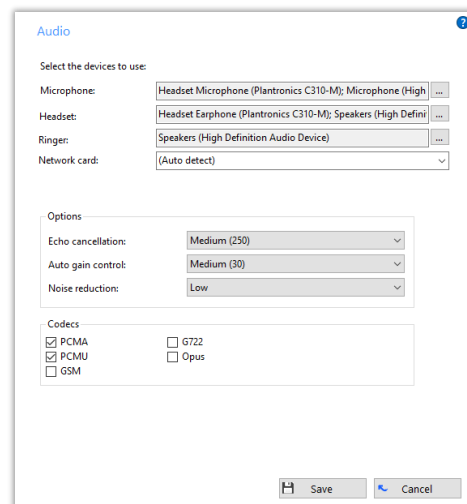 ?
Audio
Select the devices to use:
Microphone: Headset Microphone (Plantronics C310-M); Microphone (High ...
Headset: Headset Earphone (Plantronics C310-M); Speakers (High Defini ...
Ringer: Speakers (High Definition Audio Device) ...
Network card: (Auto detect)
Options
Echo cancellation: Medium (250)
Auto gain control: Medium (30)
Noise reduction: Low
Codecs
PCMA G722
PCMU Opus
GSM
Save Cancel